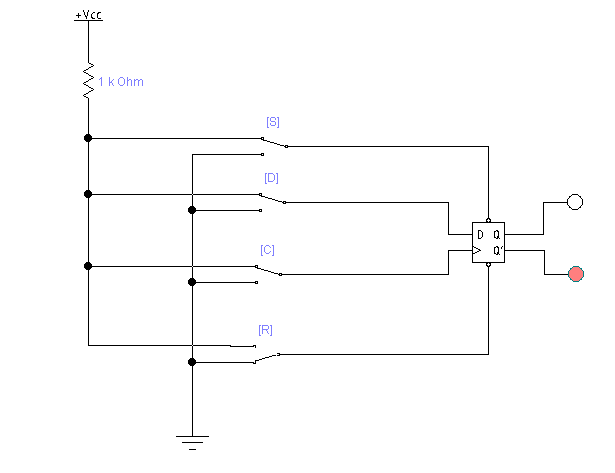 +Vcc
1 k Ohm
[S]
[D]
[C]
[R]
D Q
Q'